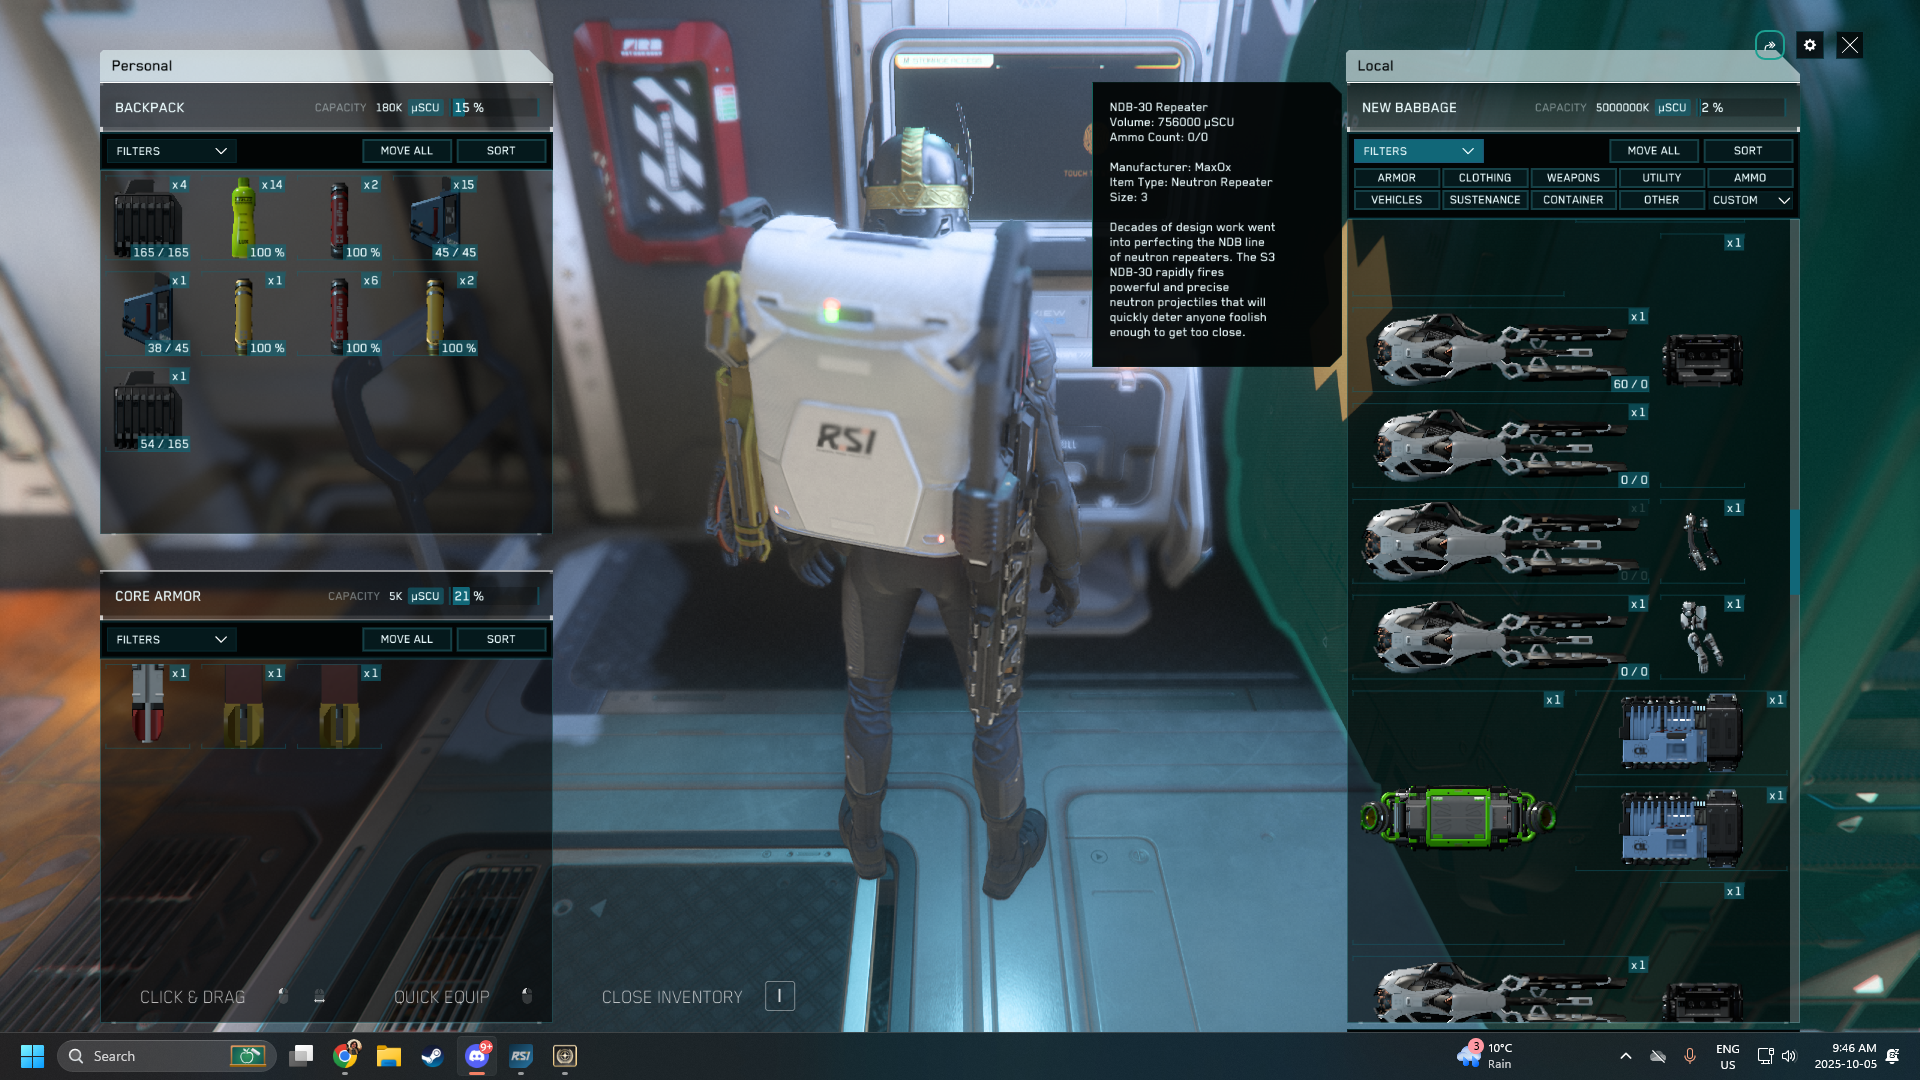 Personal
BACKPACK
CAPACITY 180K µSCU 15 %
FILTERS
MOVE ALL
SORT
x4
x14
x2
x15
165 / 165
100 %
100 %
45 / 45
x1
x1
x6
x2
38 / 45
100 %
100 %
100 %
x1
54 / 165
CORE ARMOR
CAPACITY 5K µSCU 21 %
FILTERS
MOVE ALL
SORT
x1
x1
x1
CLICK & DRAG
QUICK EQUIP
CLOSE INVENTORY
I
RSI
NDB-30 Repeater
Volume: 756000 µSCU
Ammo Count: 0/0
Manufacturer: MaxOx
Item Type: Neutron Repeater
Size: 3
Decades of design work went
into perfecting the NDB line
of neutron repeaters. The S3
NDB-30 rapidly fires
powerful and precise
neutron projectiles that will
quickly deter anyone foolish
enough to get too close.
Local
NEW BABBAGE
CAPACITY 5000000K µSCU 2 %
FILTERS
MOVE ALL
SORT
ARMOR
CLOTHING
WEAPONS
UTILITY
AMMO
VEHICLES
SUSTENANCE
CONTAINER
OTHER
CUSTOM
x1
x1
60 / 0
x1
0 / 0
x1
x1
0 / 0
x1
x1
0 / 0
x1
x1
x1
x1
x1
Search
9+
RSI
3
10°C
Rain
ENG
US
9:46 AM
2025-10-05